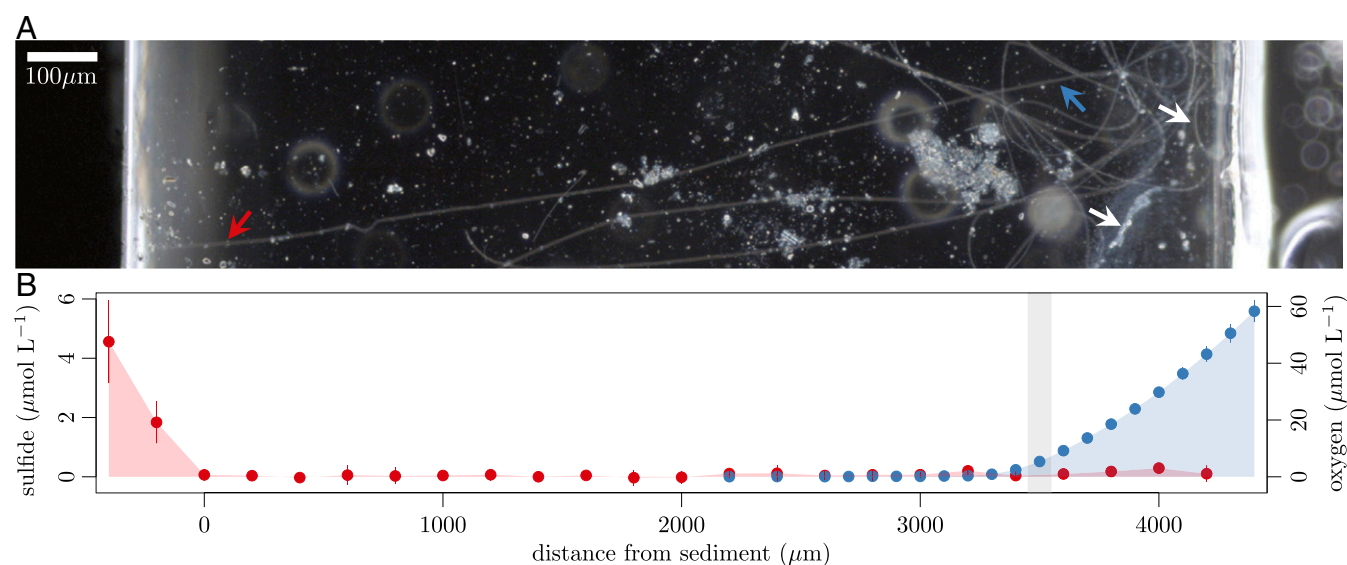 A
100μm
B
sulfide (μmol L⁻¹)
6
4
2
0
60
40
20
0
oxygen (μmol L⁻¹)
0 1000 2000 3000 4000
distance from sediment (μm)